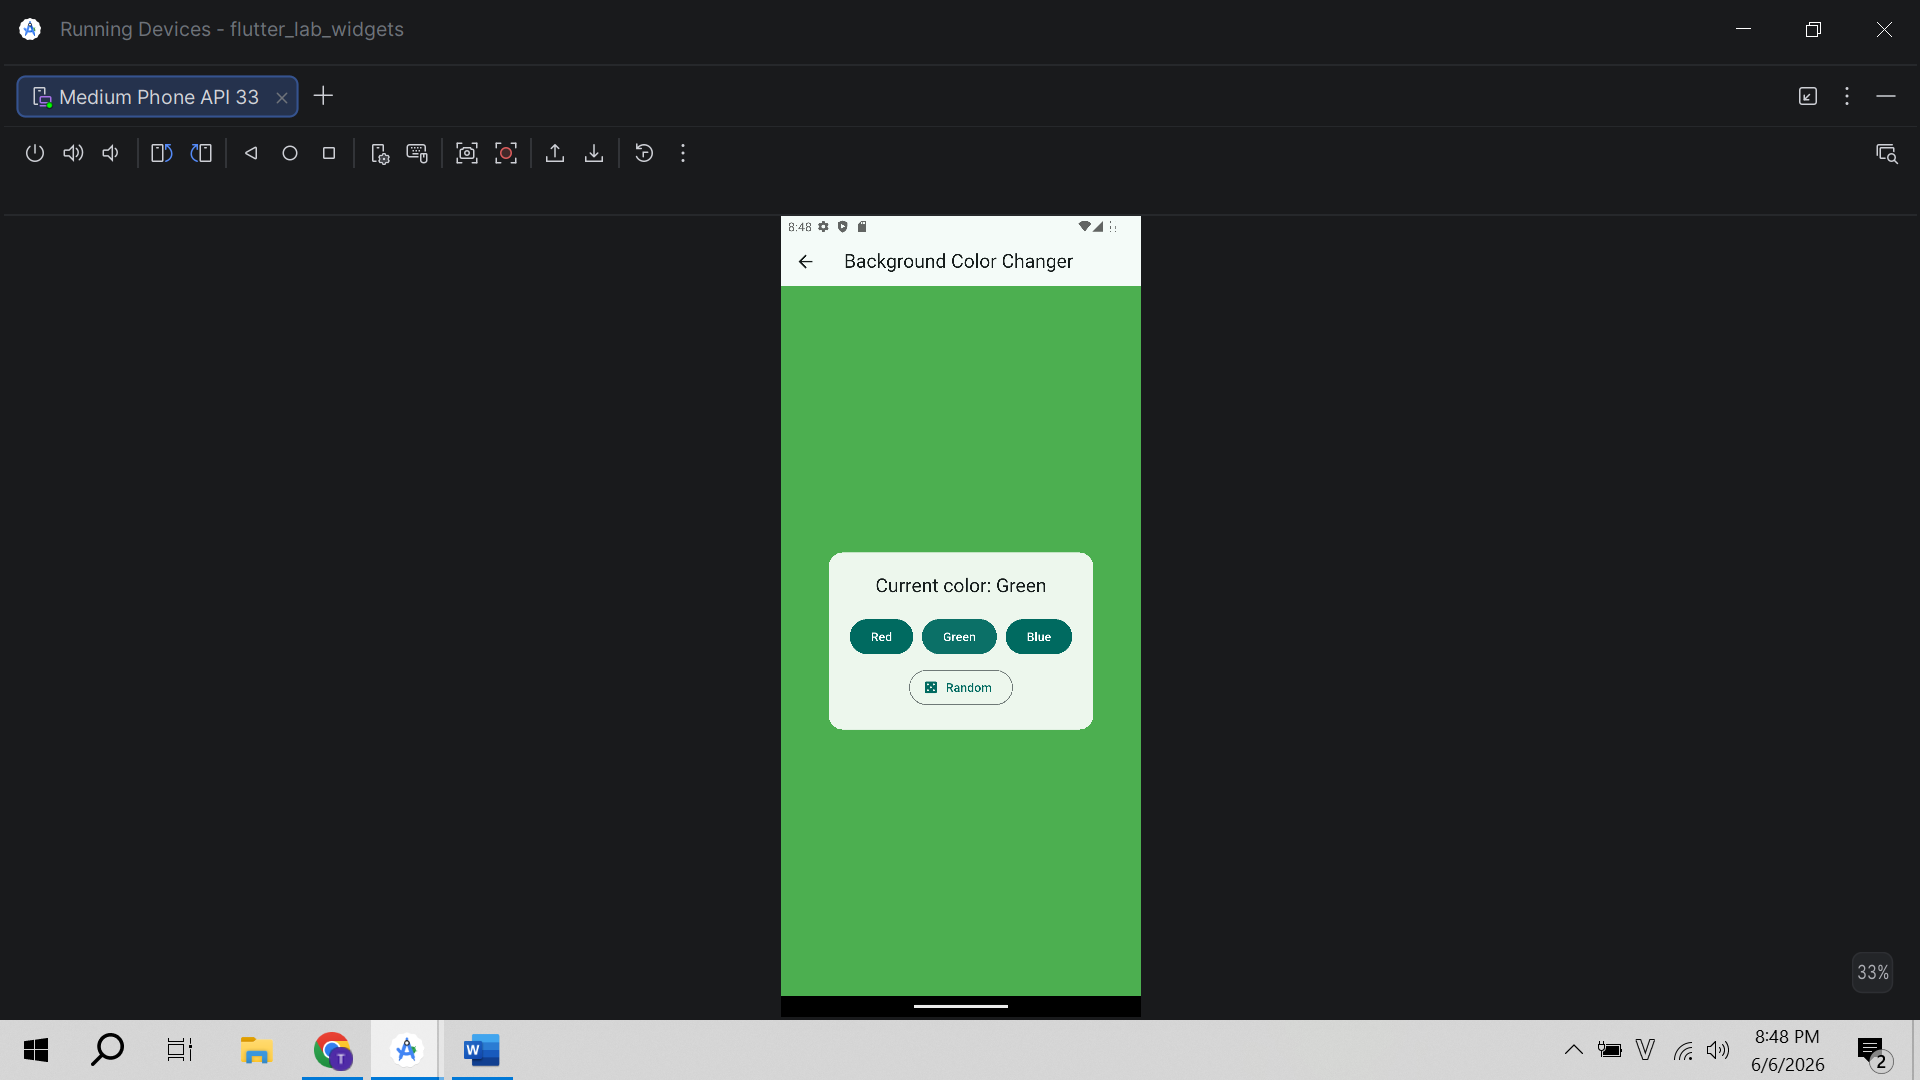 Running Devices - flutter_lab_widgets
Medium Phone API 33
8:48
Background Color Changer
Current color: Green
Red Green Blue
Random
33%
T
W
8:48 PM
6/6/2026
2